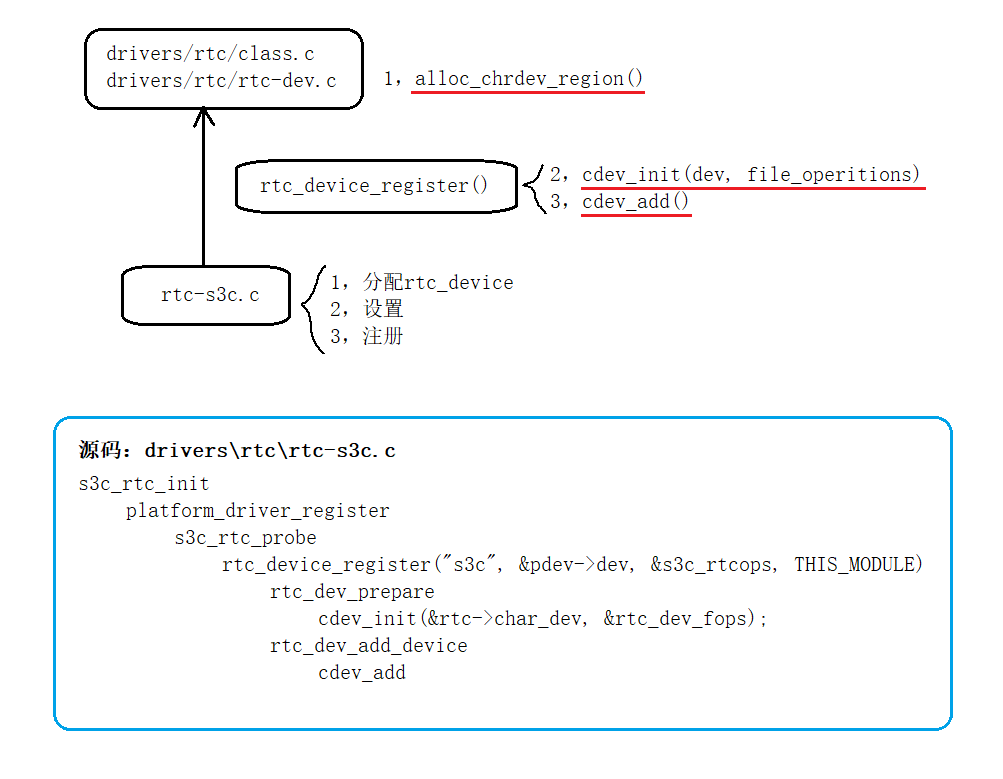 drivers/rtc/class.c
drivers/rtc/rtc-dev.c
1，alloc_chrdev_region()
rtc_device_register()
2，cdev_init(dev, file_operitions)
3，cdev_add()
rtc-s3c.c
1，分配rtc_device
2，设置
3，注册
源码：drivers\rtc\rtc-s3c.c
s3c_rtc_init
platform_driver_register
s3c_rtc_probe
rtc_device_register("s3c", &pdev->dev, &s3c_rtcops, THIS_MODULE)
rtc_dev_prepare
cdev_init(&rtc->char_dev, &rtc_dev_fops);
rtc_dev_add_device
cdev_add